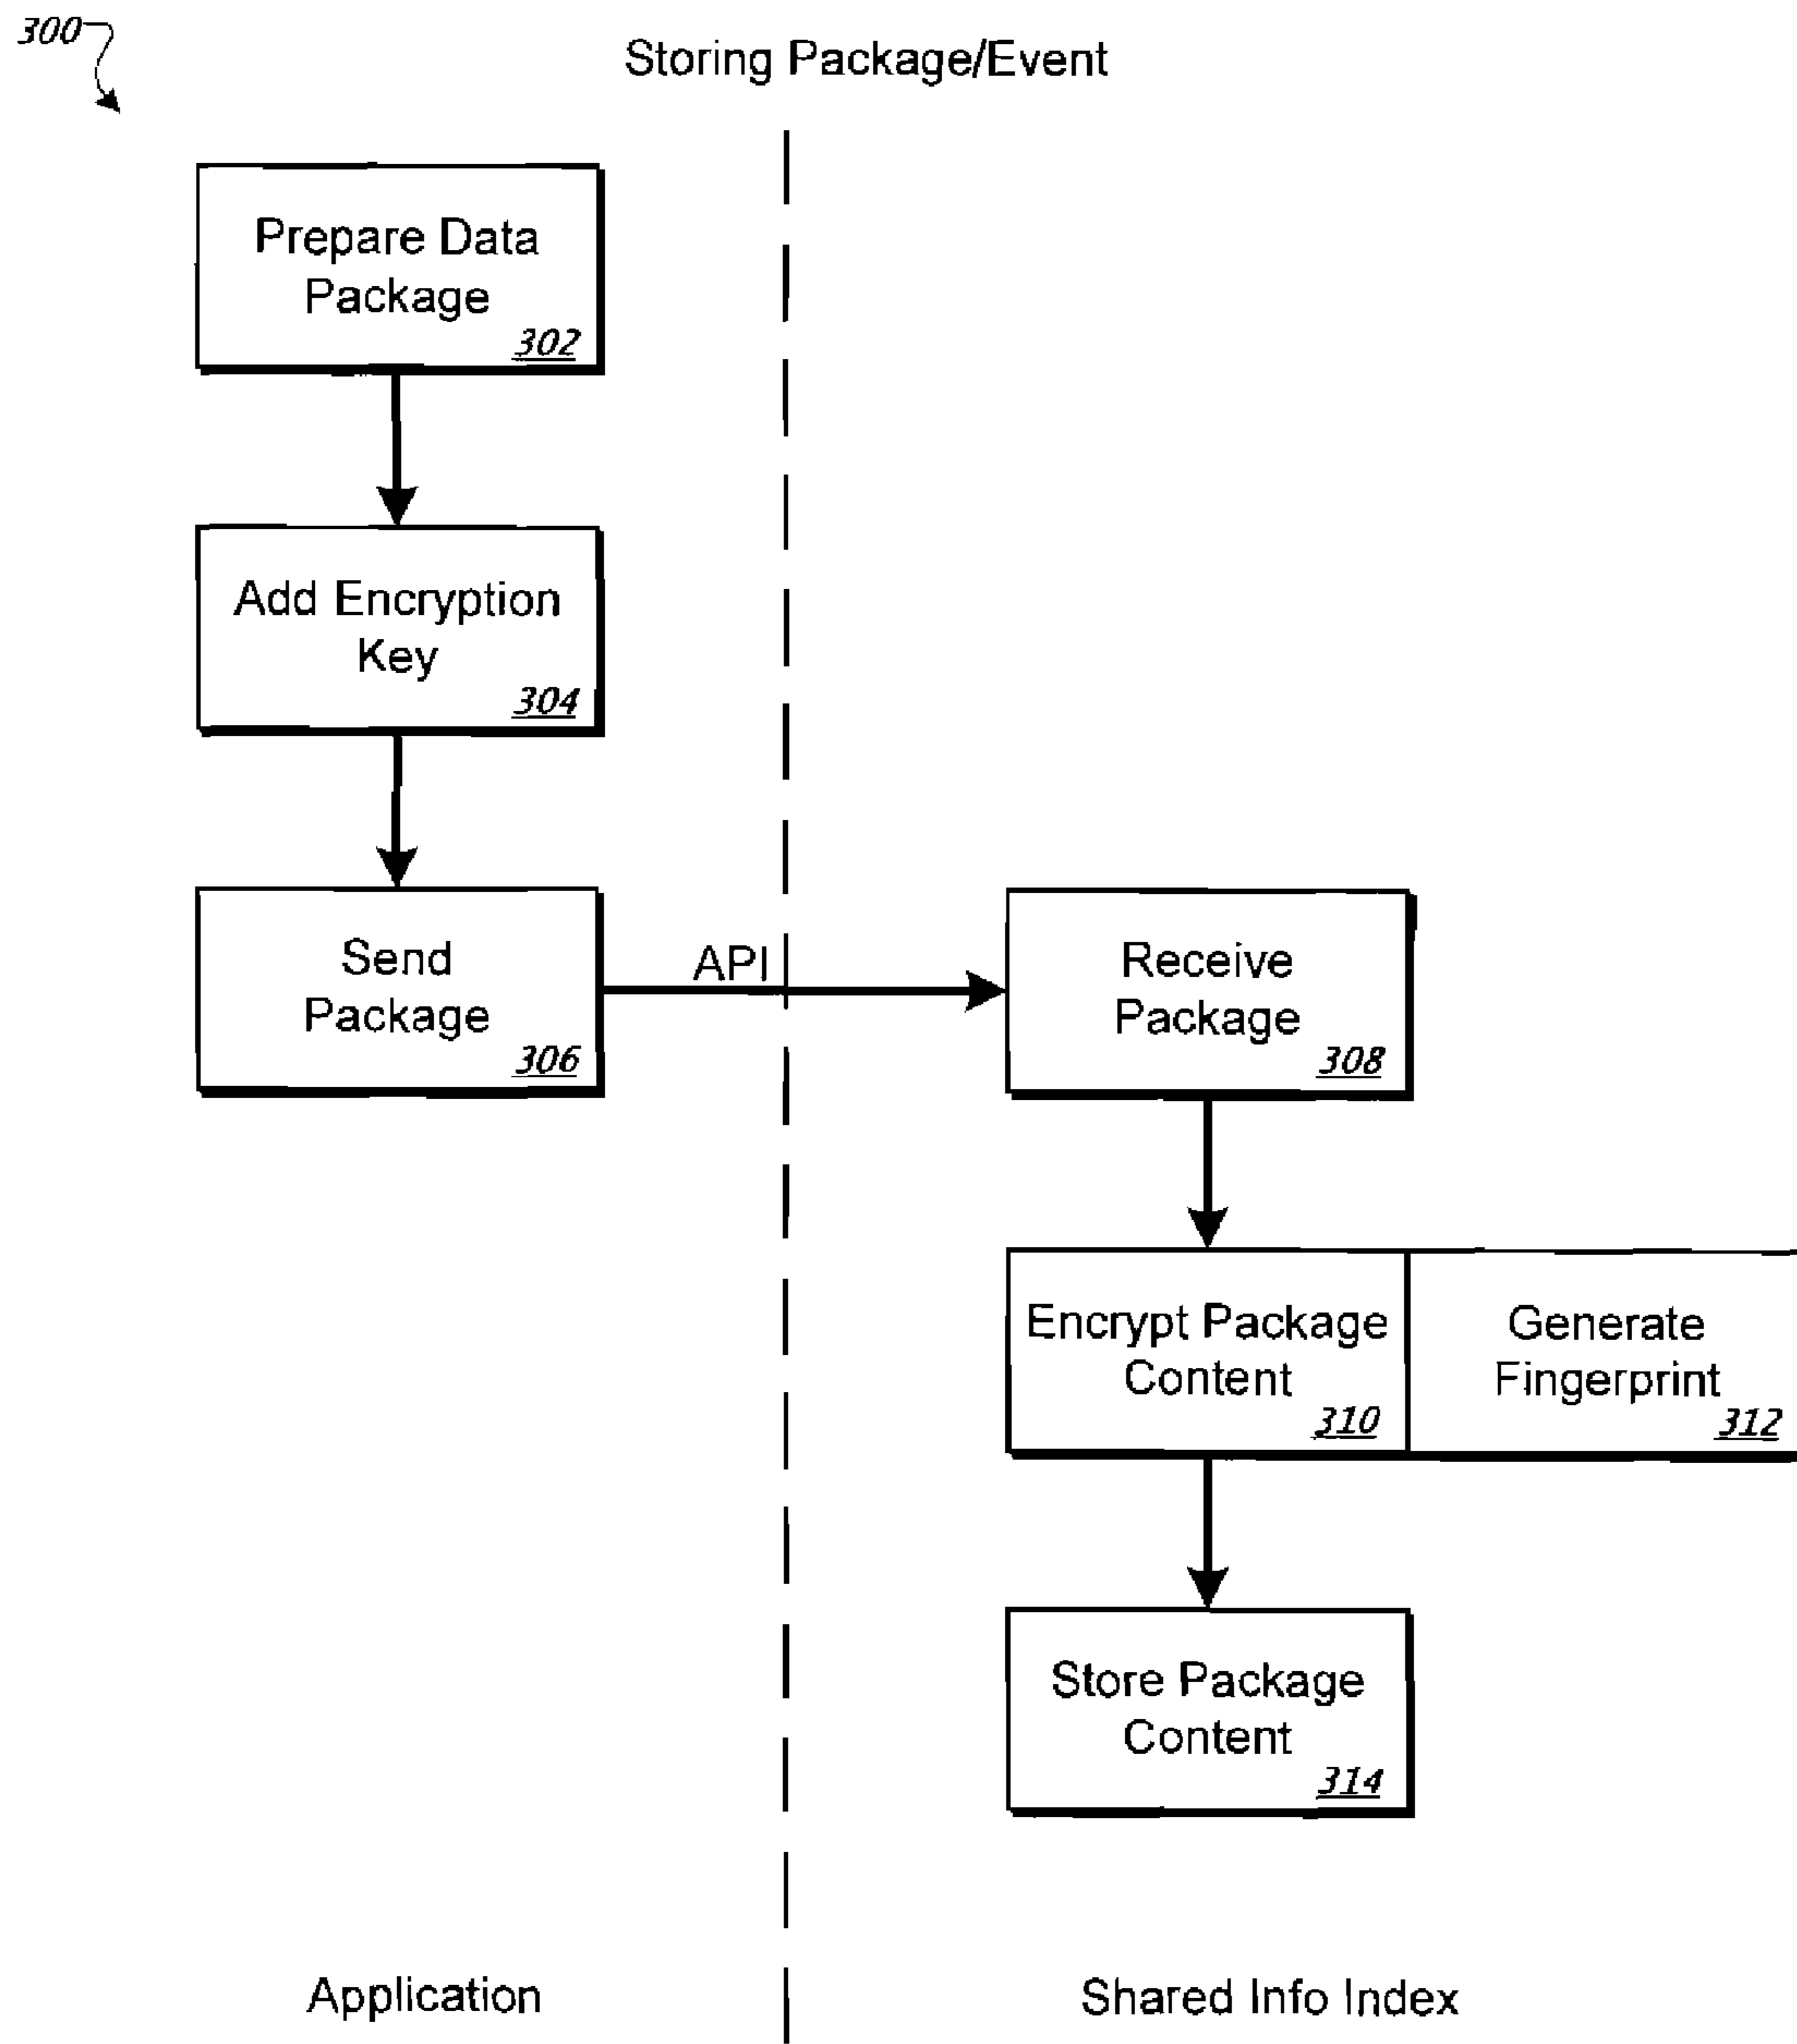 300
Storing Package/Event
Prepare Data
Package
302
Add Encryption
Key
304
Send
Package
306
API
Receive
Package
308
Encrypt Package
Content
310
Generate
Fingerprint
312
Store Package
Content
314
Application
Shared Info Index